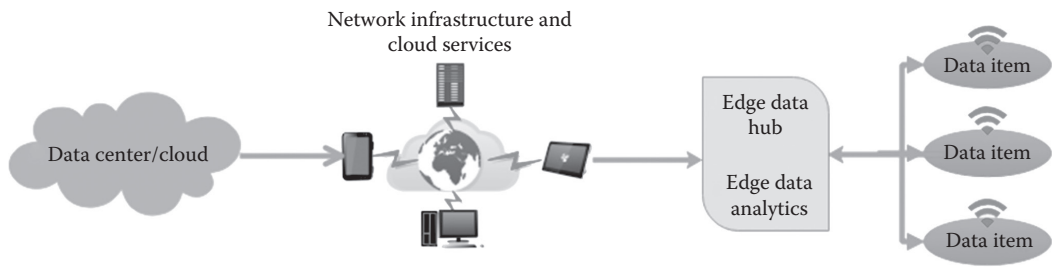 Network infrastructure and
cloud services
Data center/cloud
Edge data
hub
Edge data
analytics
Data item
Data item
Data item